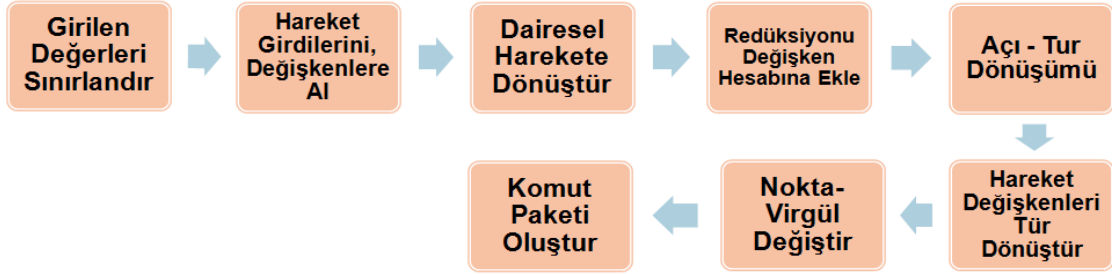 Girilen
Değerleri
Sınırlandır
Hareket
Girdilerini,
Değişkenlere
Al
Dairesel
Harekete
Dönüştür
Redüksiyonu
Değişken
Hesabına Ekle
Açı - Tur
Dönüşümü
Hareket
Değişkenleri
Tür
Dönüştür
Nokta-
Virgül
Değiştir
Komut
Paketi
Oluştur